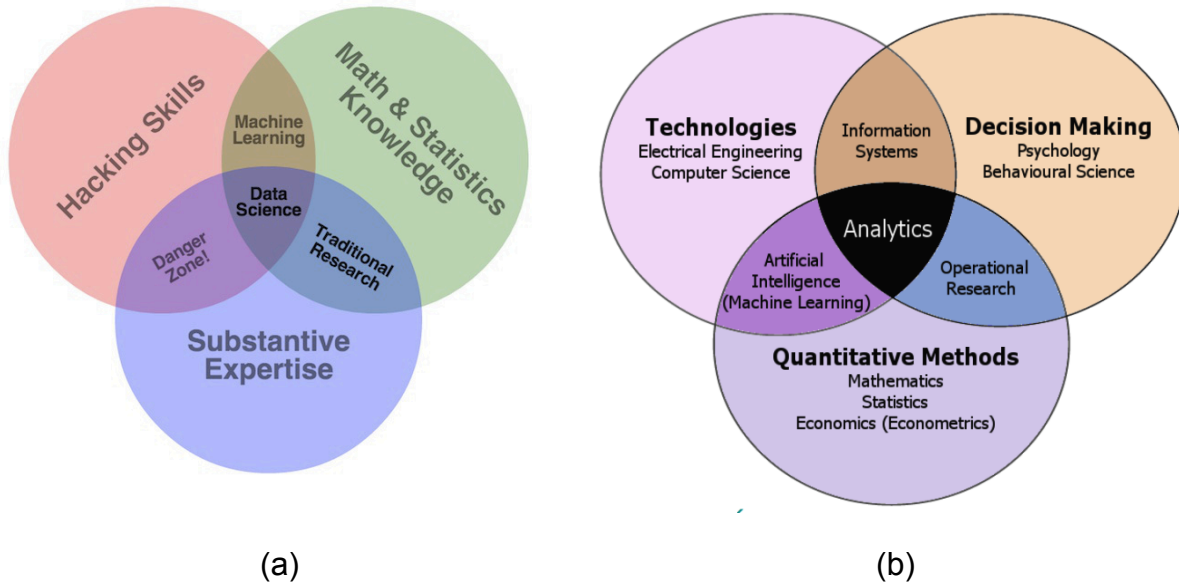 Hacking Skills
Math & Statistics
Knowledge
Machine
Learning
Data
Science
Danger
Zone!
Traditional
Research
Substantive
Expertise
(a)
Technologies
Electrical Engineering
Computer Science
Information
Systems
Decision Making
Psychology
Behavioural Science
Analytics
Artificial
Intelligence
(Machine Learning)
Operational
Research
Quantitative Methods
Mathematics
Statistics
Economics (Econometrics)
(b)